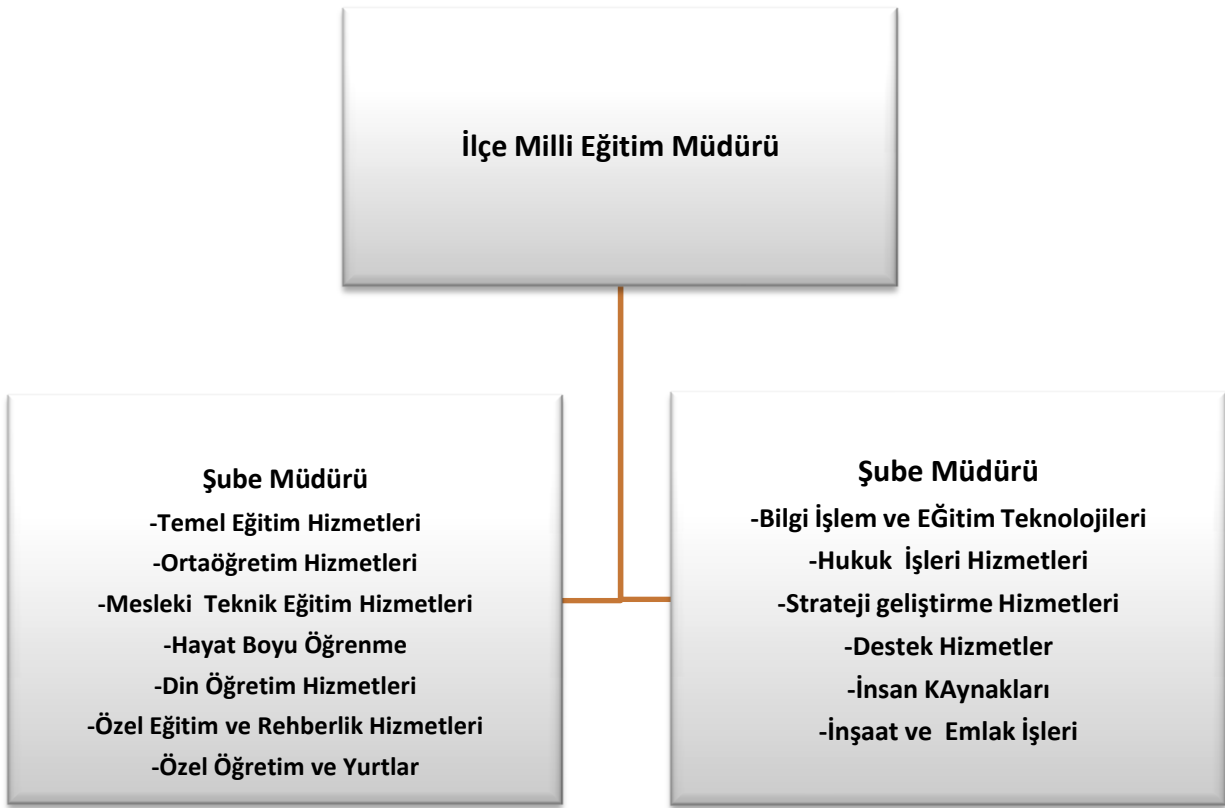 İlçe Milli Eğitim Müdürü
Şube Müdürü
-Temel Eğitim Hizmetleri
-Ortaöğretim Hizmetleri
-Mesleki  Teknik Eğitim Hizmetleri
-Hayat Boyu Öğrenme
-Din Öğretim Hizmetleri
-Özel Eğitim ve Rehberlik Hizmetleri
-Özel Öğretim ve Yurtlar
Şube Müdürü
-Bilgi İşlem ve EĞitim Teknolojileri
-Hukuk  İşleri Hizmetleri
-Strateji geliştirme Hizmetleri
-Destek Hizmetler
-İnsan KAynakları
-İnşaat ve  Emlak İşleri